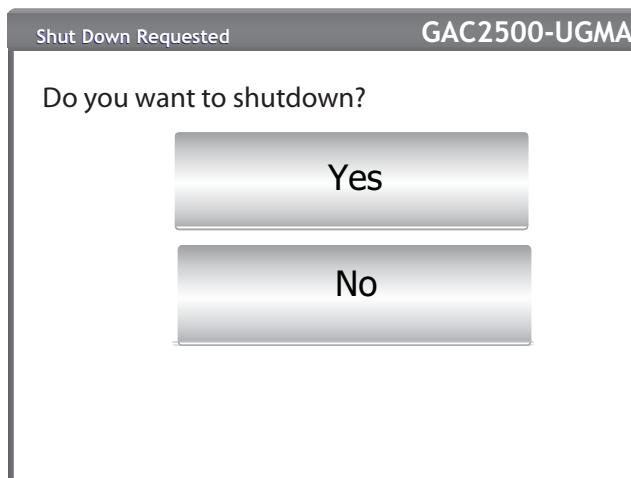 Shut Down Requested GAC2500-UGMA
Do you want to shutdown?
Yes
No